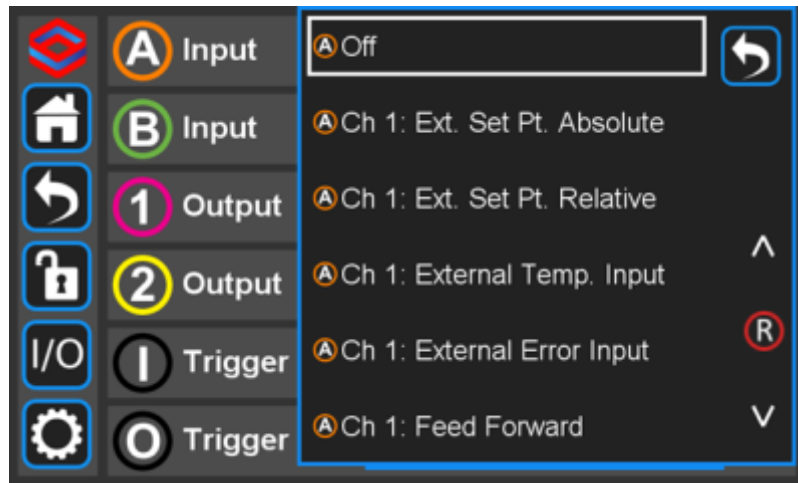 A Input
B Input
1 Output
2 Output
I/O
I Trigger
O Trigger
A Off
A Ch 1: Ext. Set Pt. Absolute
A Ch 1: Ext. Set Pt. Relative
A Ch 1: External Temp. Input
A Ch 1: External Error Input
A Ch 1: Feed Forward
R